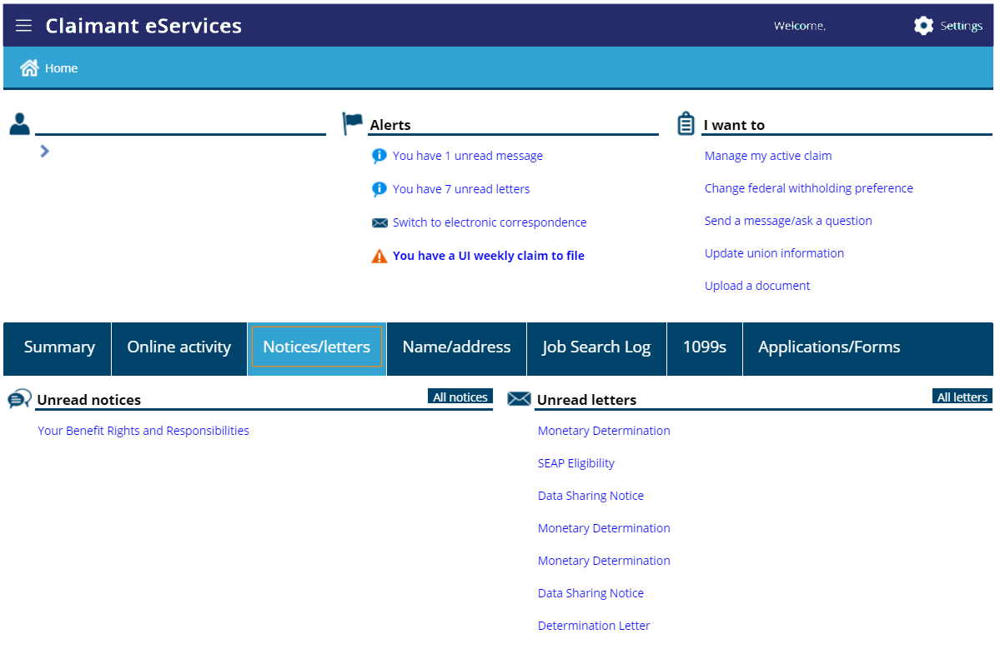 Claimant eServices
Welcome,
Settings
Home
Alerts
You have 1 unread message
You have 7 unread letters
Switch to electronic correspondence
You have a UI weekly claim to file
I want to
Manage my active claim
Change federal withholding preference
Send a message/ask a question
Update union information
Upload a document
Summary
Online activity
Notices/letters
Name/address
Job Search Log
1099s
Applications/Forms
Unread notices
All notices
Your Benefit Rights and Responsibilities
Unread letters
All letters
Monetary Determination
SEAP Eligibility
Data Sharing Notice
Monetary Determination
Monetary Determination
Data Sharing Notice
Determination Letter